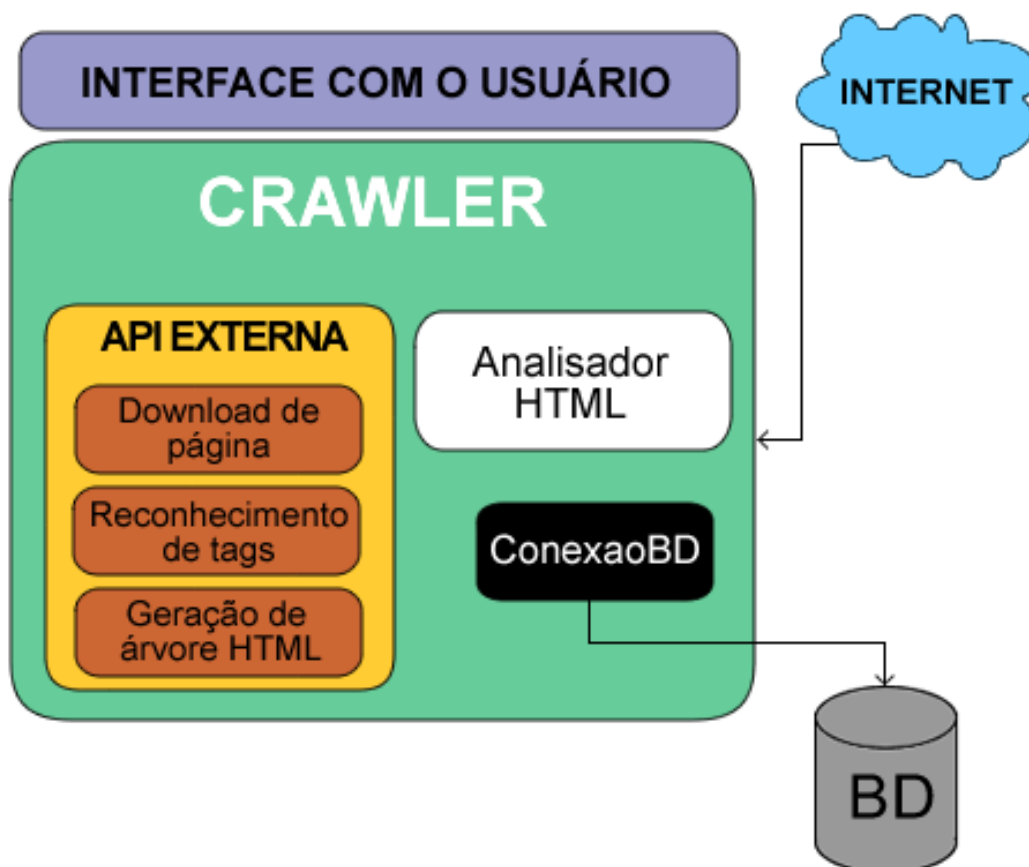 INTERFACE COM O USUÁRIO
INTERNET
CRAWLER
API EXTERNA
Download de
página
Reconhecimento
de tags
Geração de
árvore HTML
Analisador
HTML
ConexaoBD
BD